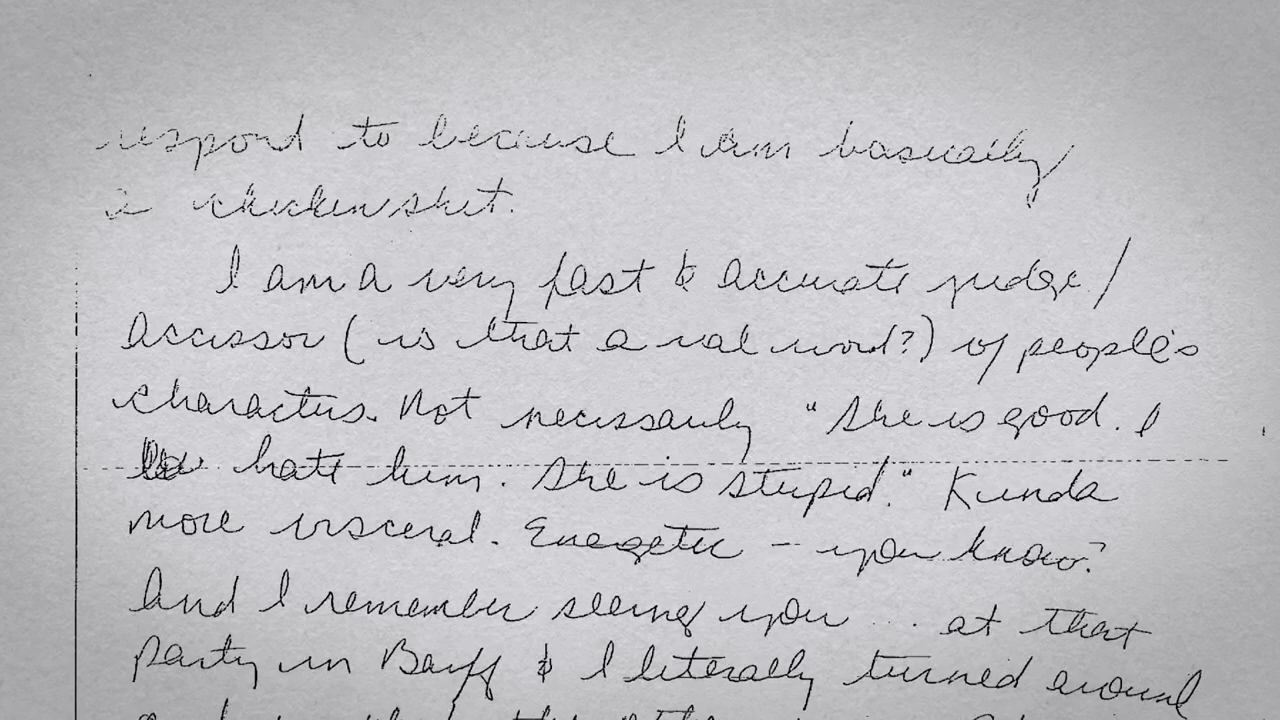 respond to because I am basically
a chickenshit.
I am a very fast & accurate judge/
accessor (is that a real word?) of people's
characters. Not necessarily "She is good. I
hate him. She is stupid." Kinda
more visceral. Energetic – you know?
And I remember seeing you ... at that
party in Banff & I literally turned around